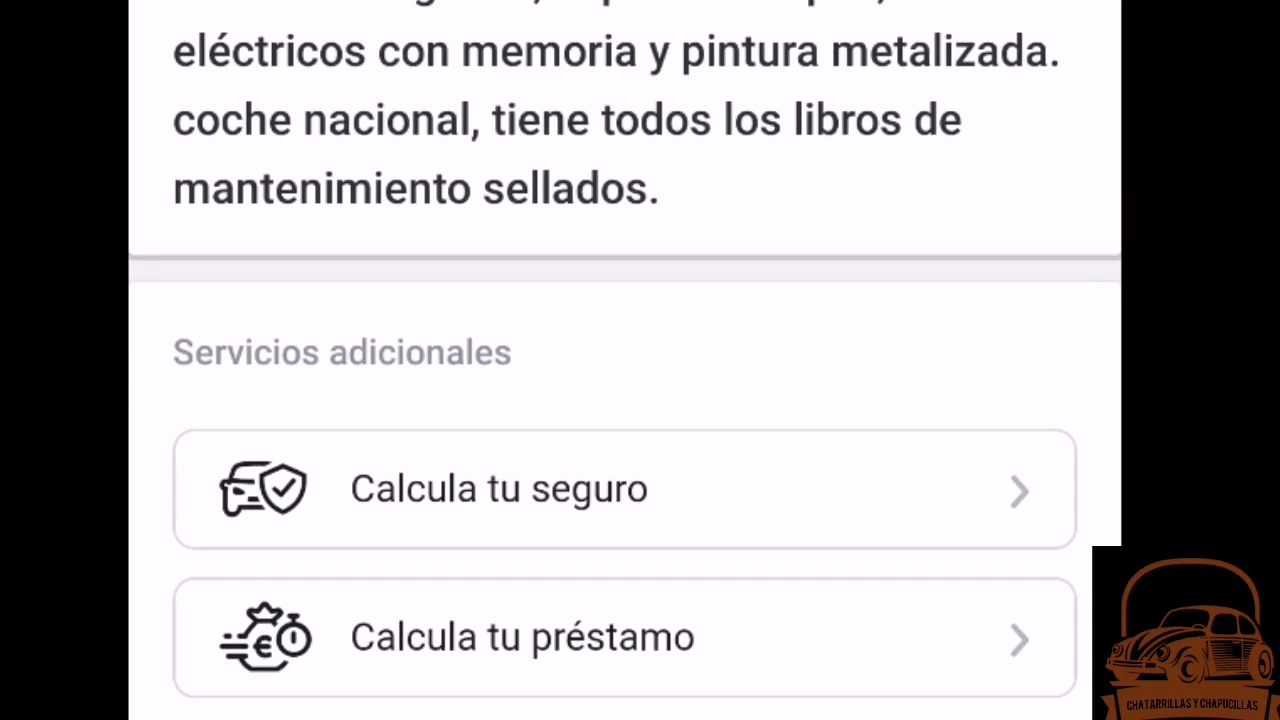 eléctricos con memoria y pintura metalizada.
coche nacional, tiene todos los libros de
mantenimiento sellados.
Servicios adicionales
Calcula tu seguro
Calcula tu préstamo
CHATARRILLAS Y CHAPUCILLAS